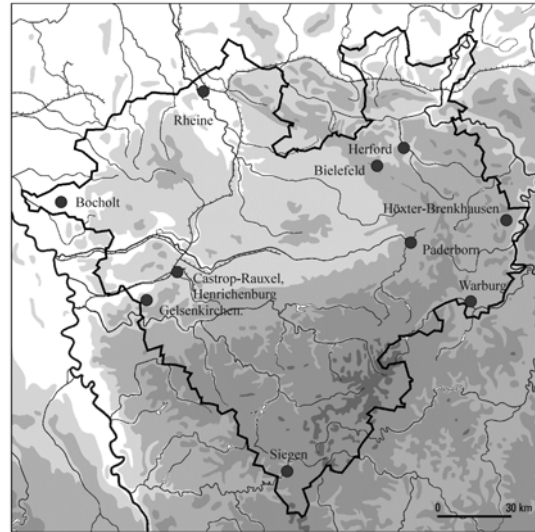 Rheine
Herford
Bielefeld
Bocholt
Höxter-Brenkhausen
Paderborn
Castrop-Rauxel,
Henrichenburg
Gelsenkirchen.
Warburg
Siegen
0 30 km